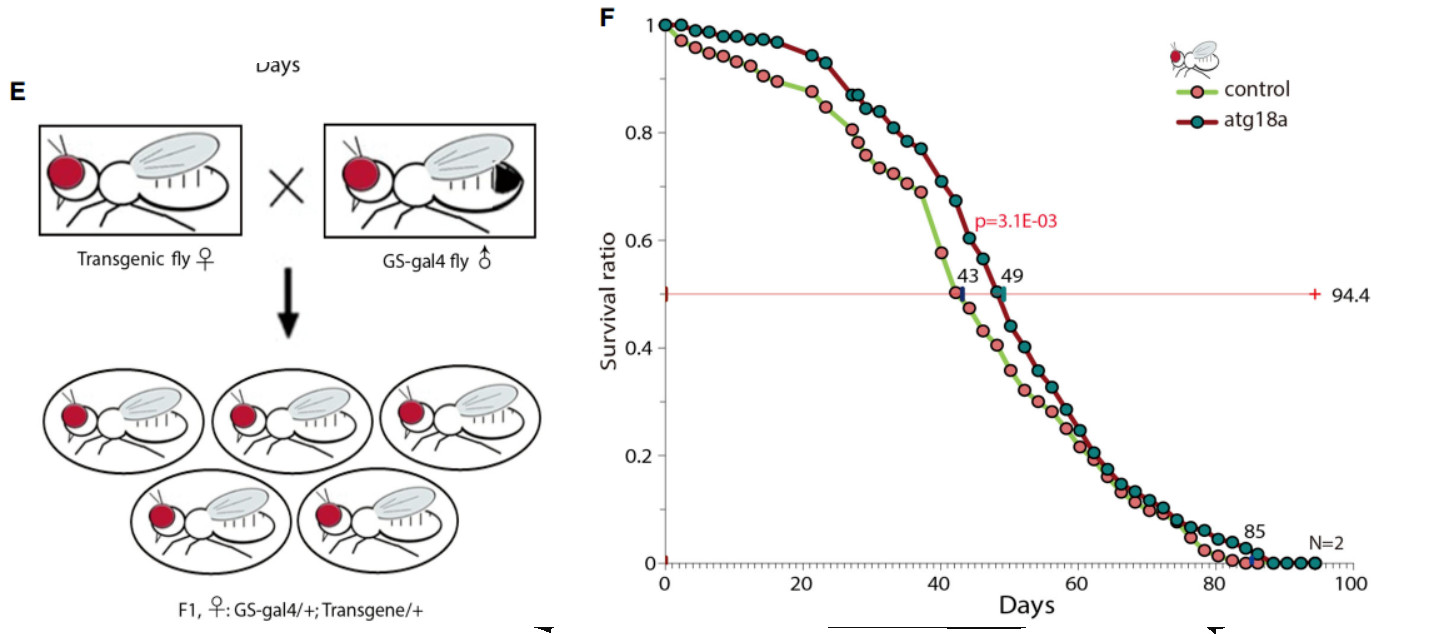 Days
E
Transgenic fly ♀
GS-gal4 fly ♂
F1, ♀: GS-gal4/+; Transgene/+
F
control
atg18a
p=3.1E-03
43
49
94.4
85
N=2
Survival ratio
1
0.8
0.6
0.4
0.2
0
0
20
40
60
80
100
Days